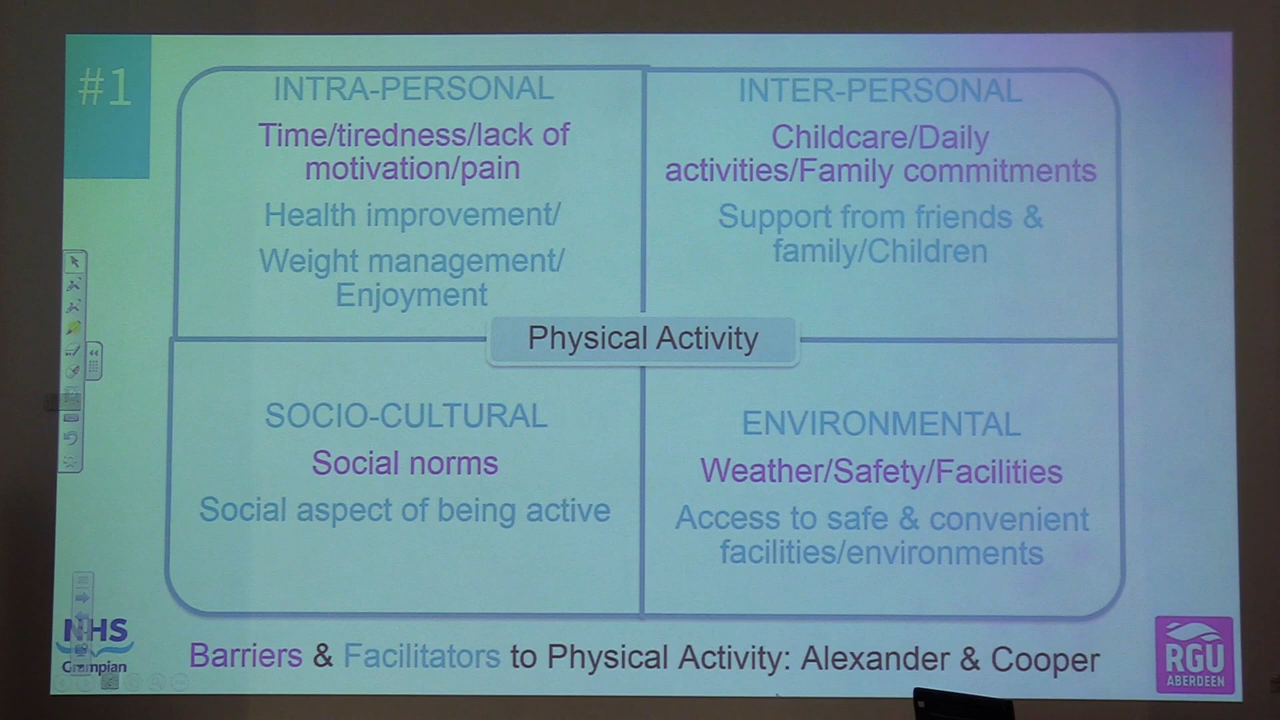 #1
INTRA-PERSONAL
Time/tiredness/lack of
motivation/pain
Health improvement/
Weight management/
Enjoyment
INTER-PERSONAL
Childcare/Daily
activities/Family commitments
Support from friends &
family/Children
Physical Activity
SOCIO-CULTURAL
Social norms
Social aspect of being active
ENVIRONMENTAL
Weather/Safety/Facilities
Access to safe & convenient
facilities/environments
NHS
Grampian
Barriers & Facilitators to Physical Activity: Alexander & Cooper
RGU
ABERDEEN